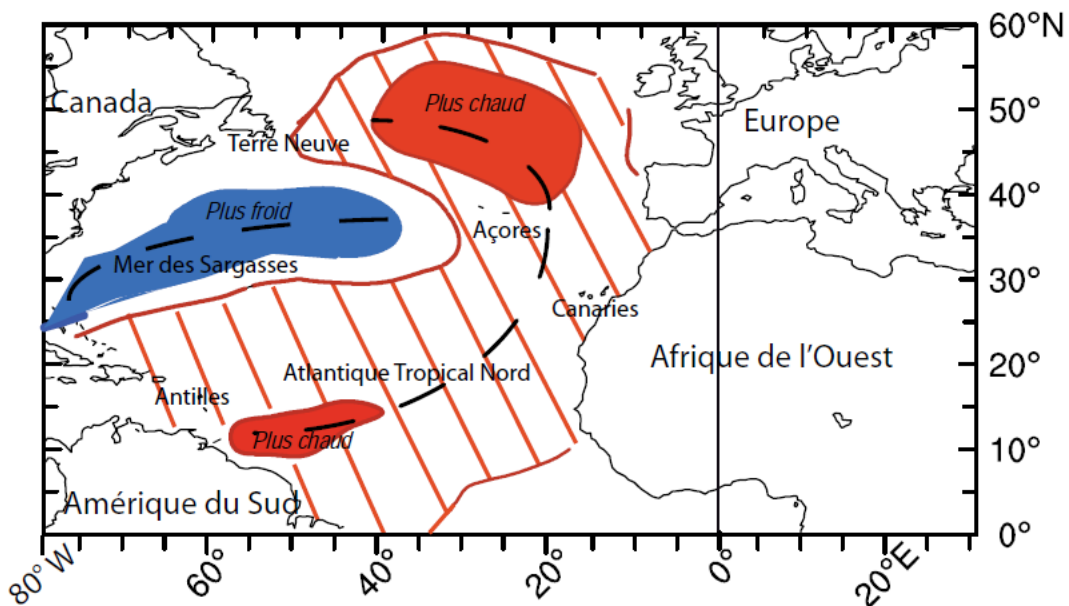 60°N
Canada
Plus chaud
50°
Europe
Terre Neuve
40°
Plus froid
Açores
Mer des Sargasses
30°
Canaries
Afrique de l'Ouest
20°
Atlantique Tropical Nord
Antilles
Plus chaud
10°
Amérique du Sud
0°
80° W
60°
40°
20°
0°
20°E